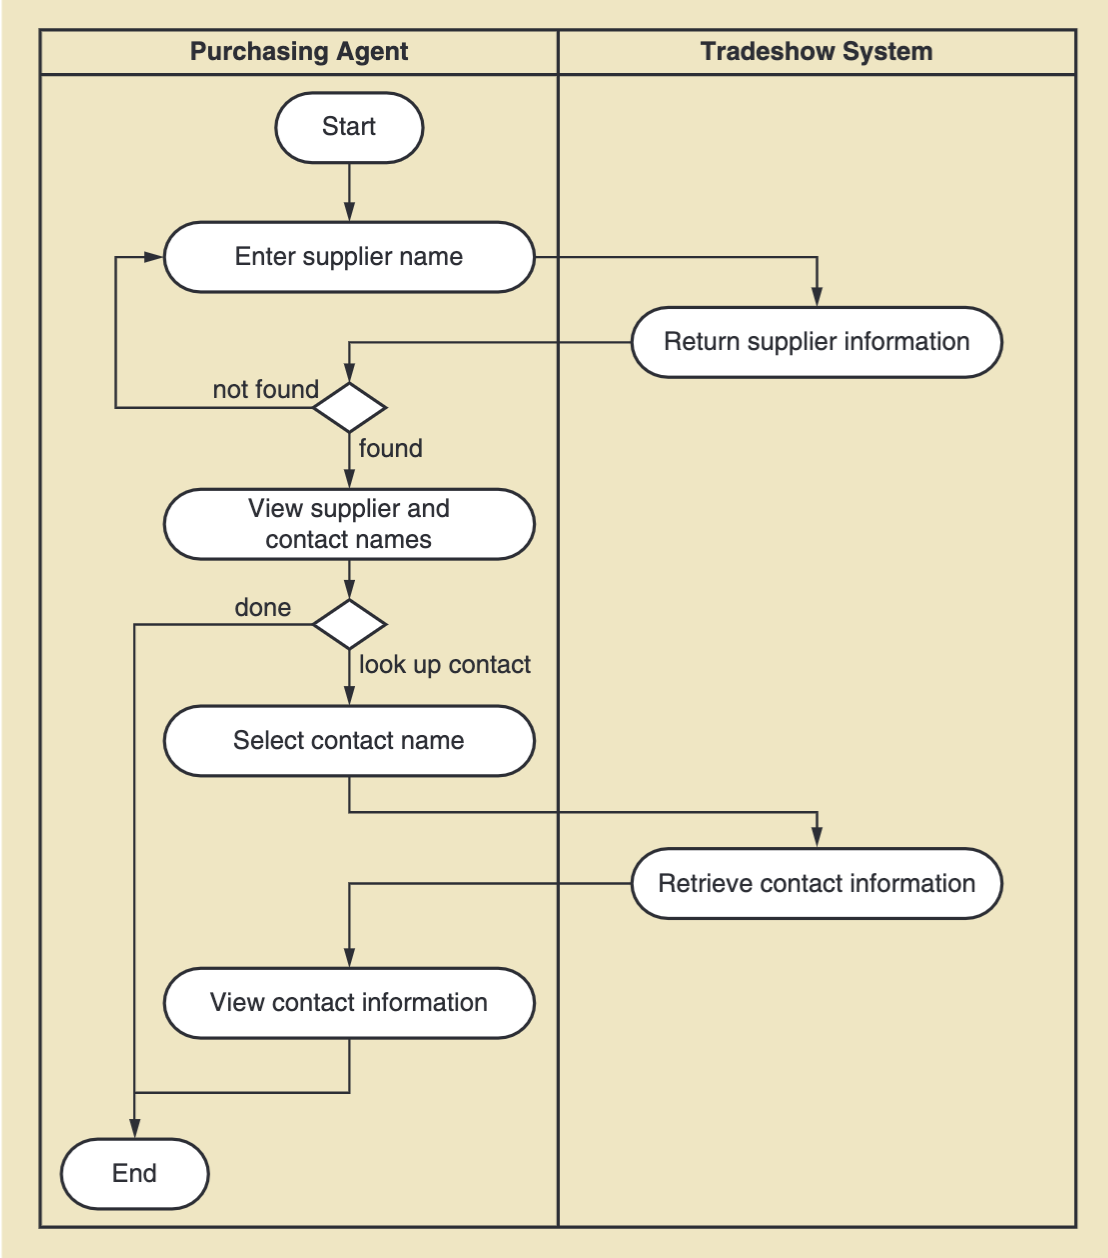 Purchasing Agent
Tradeshow System
Start
Enter supplier name
Return supplier information
not found
found
View supplier and
contact names
done
look up contact
Select contact name
Retrieve contact information
View contact information
End